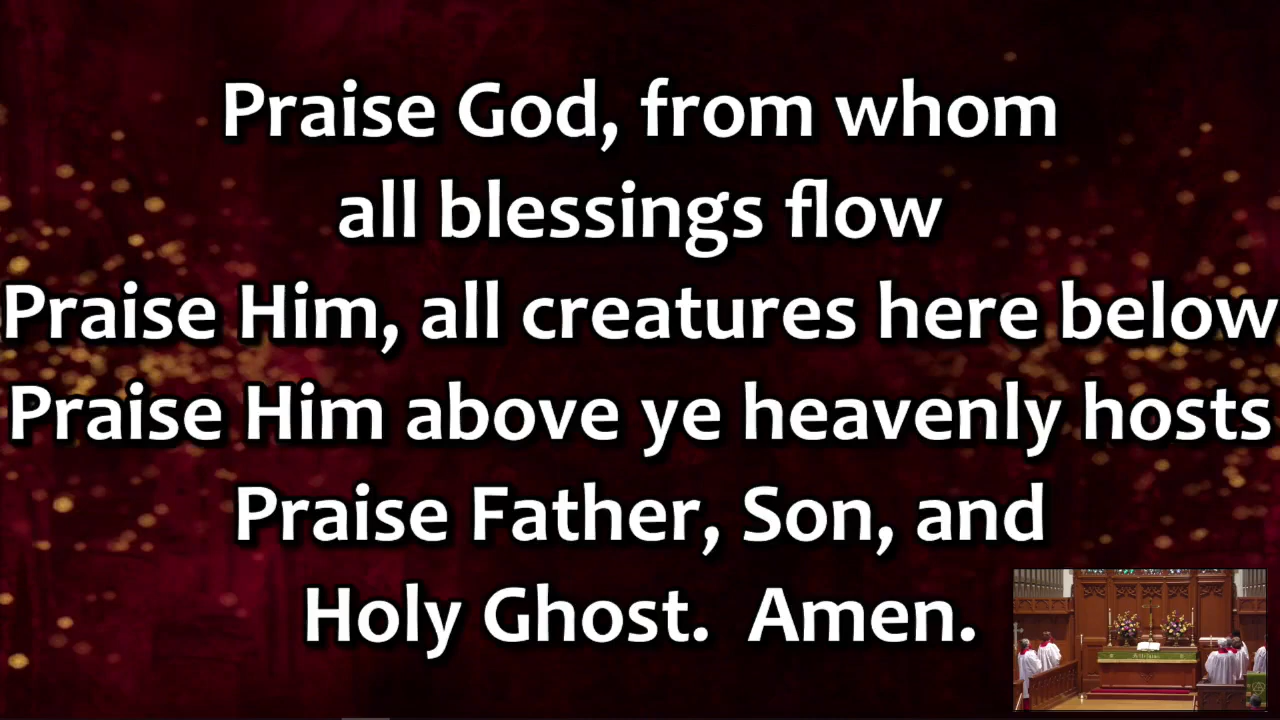 Praise God, from whom
all blessings flow
Praise Him, all creatures here below
Praise Him above ye heavenly hosts
Praise Father, Son, and
Holy Ghost.  Amen.